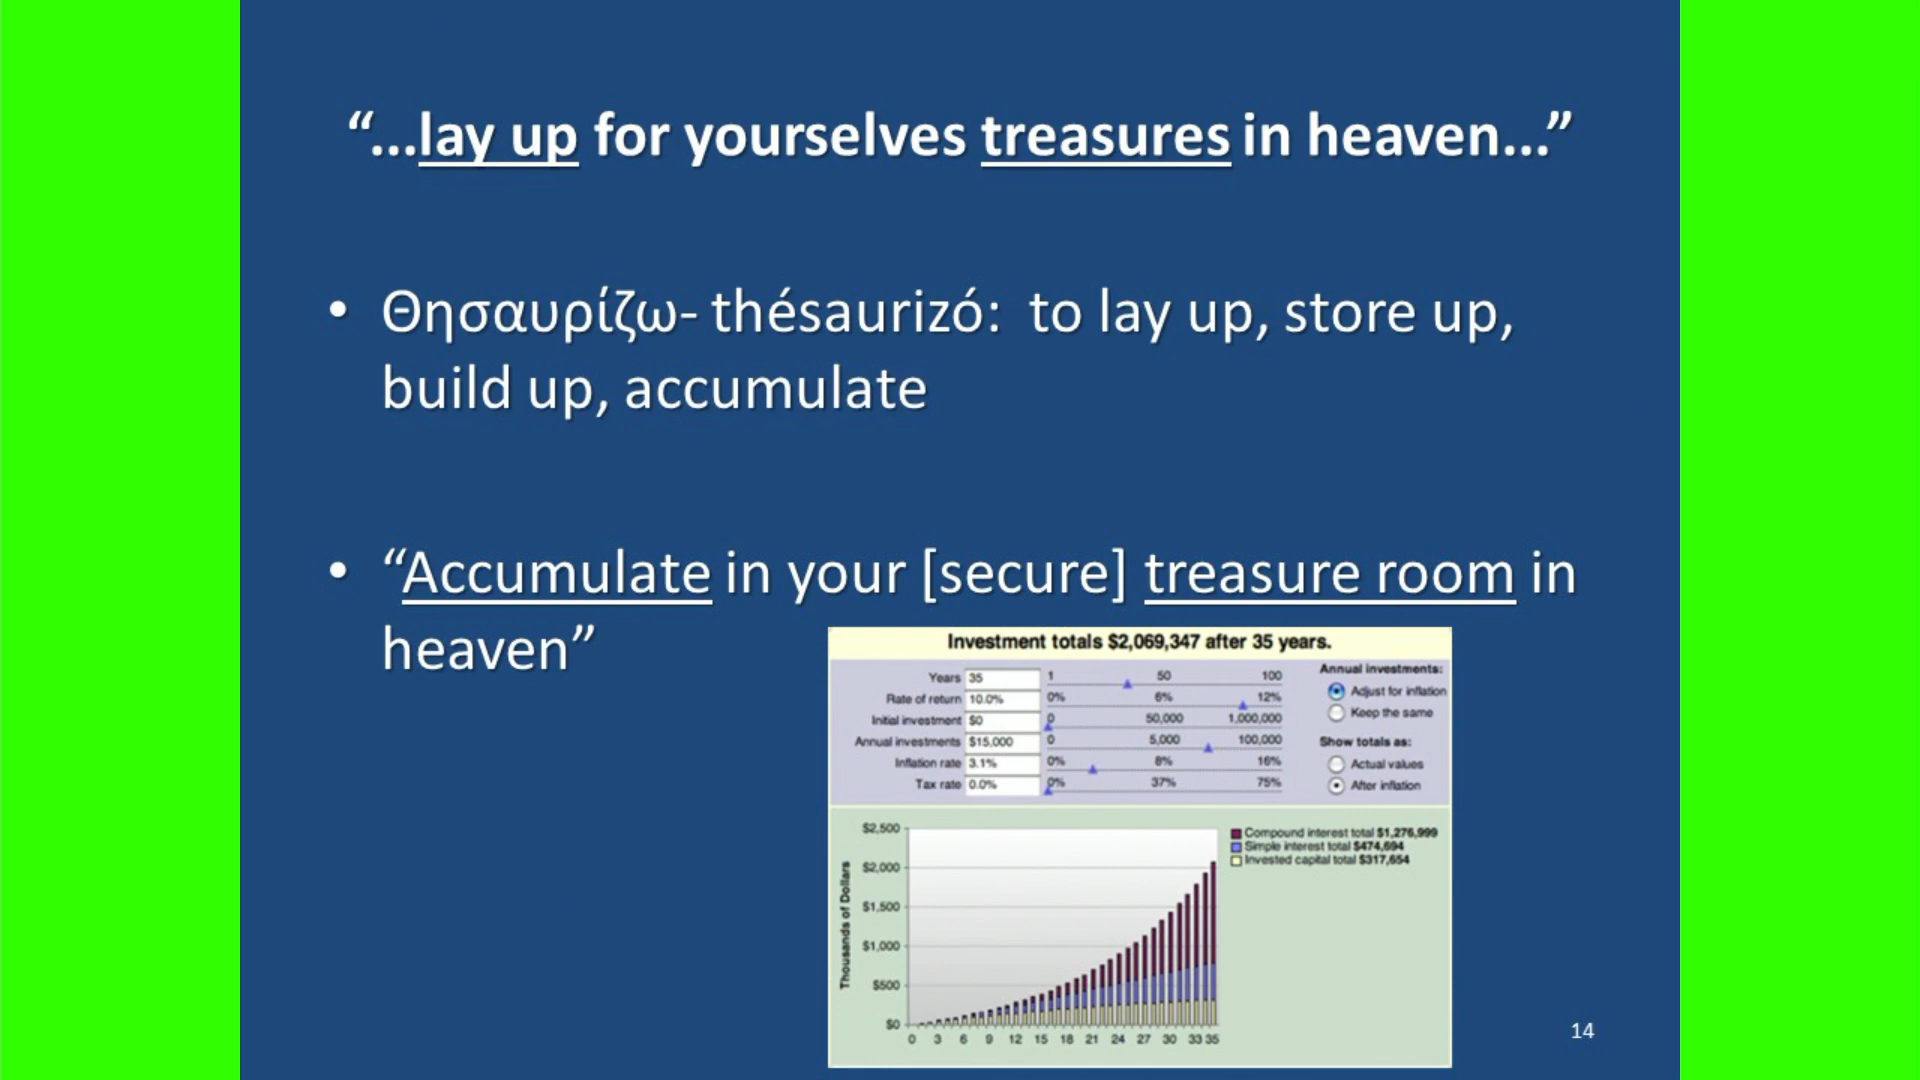 “...lay up for yourselves treasures in heaven...”
• Θησαυρίζω- thésaurizó:  to lay up, store up,
build up, accumulate
• “Accumulate in your [secure] treasure room in
heaven”
Investment totals $2,069,347 after 35 years.
Years 35 1 50 100
Rate of return 10.0% 0% 6% 12%
Initial investment $0 0 50,000 1,000,000
Annual investments $15,000 0 5,000 100,000
Inflation rate 3.1% 0% 8% 16%
Tax rate 0.0% 0% 37% 75%
Annual investments:
Adjust for inflation
Keep the same
Show totals as:
Actual values
After inflation
Thousands of Dollars
$2,500
$2,000
$1,500
$1,000
$500
$0
0 3 6 9 12 15 18 21 24 27 30 33 35
Compound interest total $1,276,999
Simple interest total $474,694
Invested capital total $317,654
14